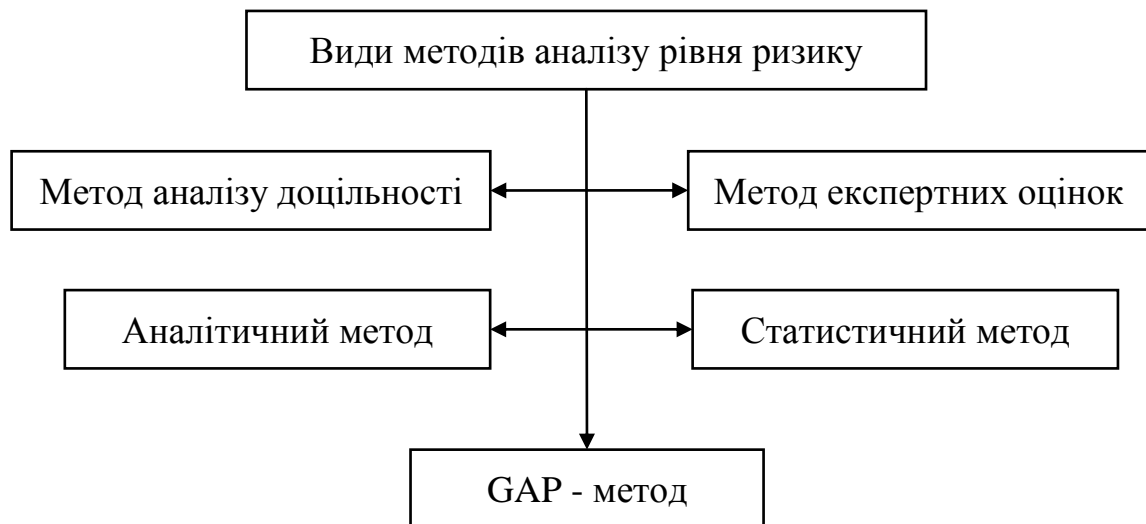 Види методів аналізу рівня ризику
Метод аналізу доцільності
Метод експертних оцінок
Аналітичний метод
Статистичний метод
GAP - метод